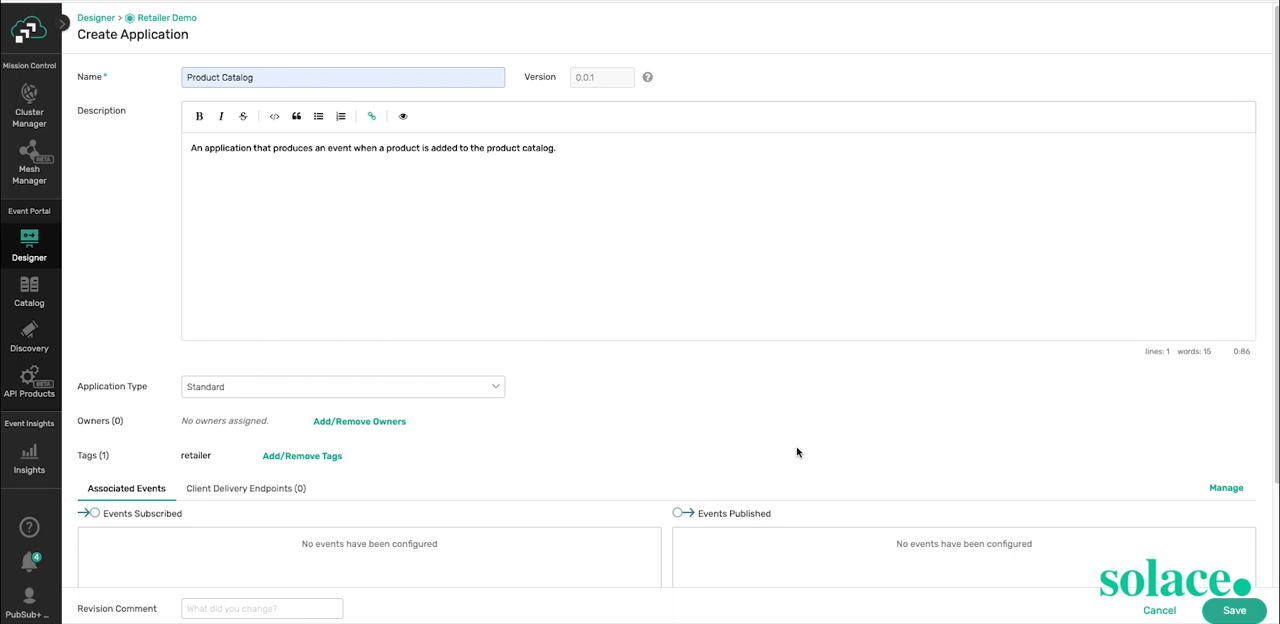 Designer > Retailer Demo
Create Application
Mission Control
Cluster Manager
BETA
Mesh Manager
Event Portal
Designer
Catalog
Discovery
BETA
API Products
Event Insights
Insights
?
4
PubSub+ ...
Name* Product Catalog Version 0.0.1 ?
Description
B I S </>
An application that produces an event when a product is added to the product catalog.
lines: 1 words: 15 0:86
Application Type Standard
Owners (0) No owners assigned. Add/Remove Owners
Tags (1) retailer Add/Remove Tags
Associated Events Client Delivery Endpoints (0) Manage
Events Subscribed Events Published
No events have been configured No events have been configured
solace.
Revision Comment What did you change? Cancel Save